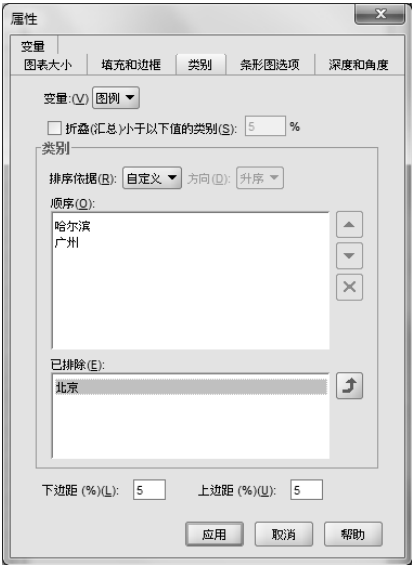 属性
变量
图表大小 填充和边框 类别 条形图选项 深度和角度
变量:(V) 图例
折叠(汇总)小于以下值的类别(S): 5 %
类别
排序依据(R): 自定义 方向(D): 升序
顺序(O):
哈尔滨
广州
已排除(E):
北京
下边距 (%)(L): 5 上边距 (%)(U): 5
应用 取消 帮助